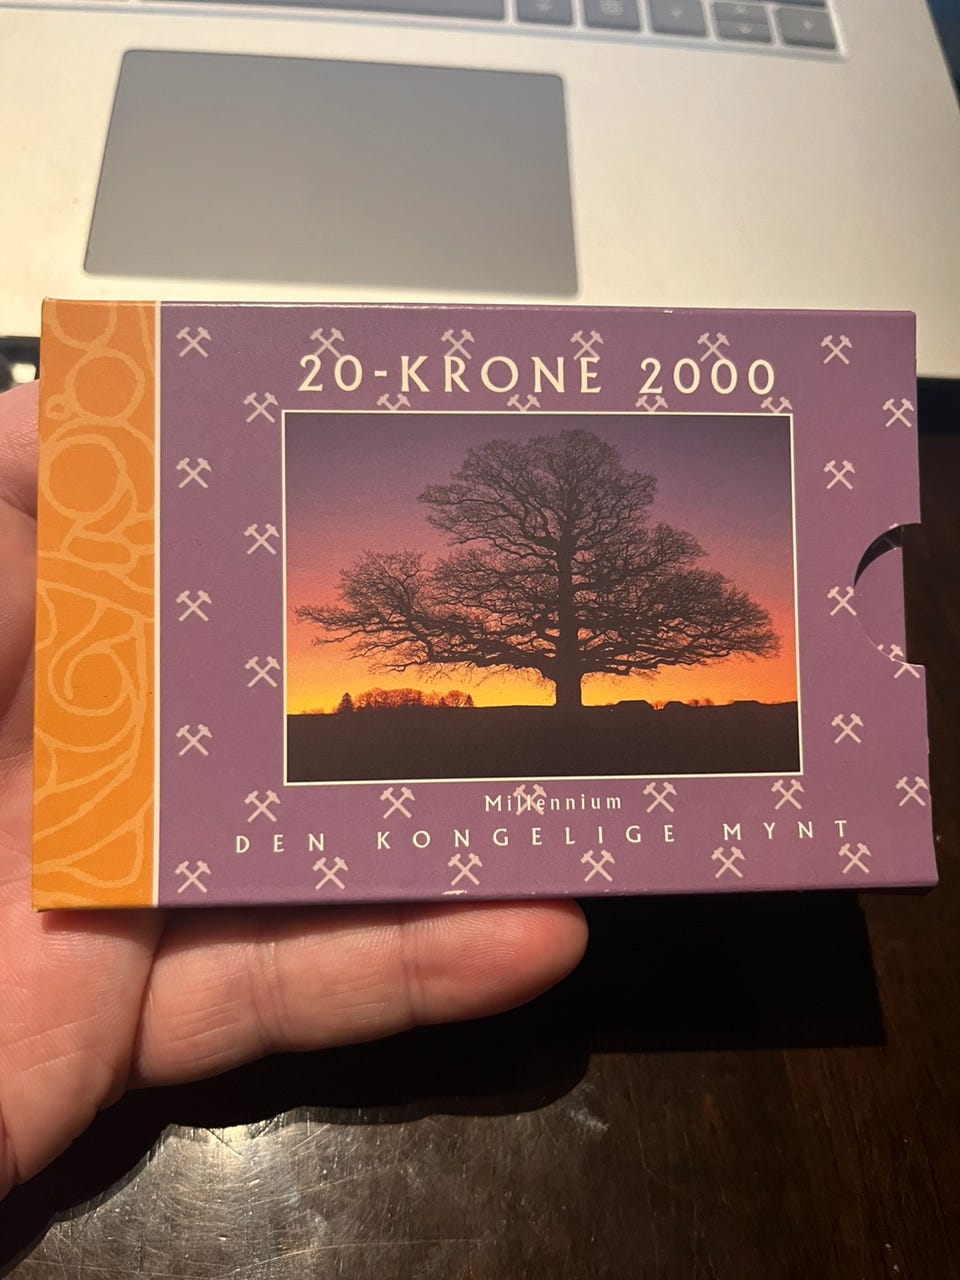 20-KRONE 2000
Millennium
DEN KONGELIGE MYNT